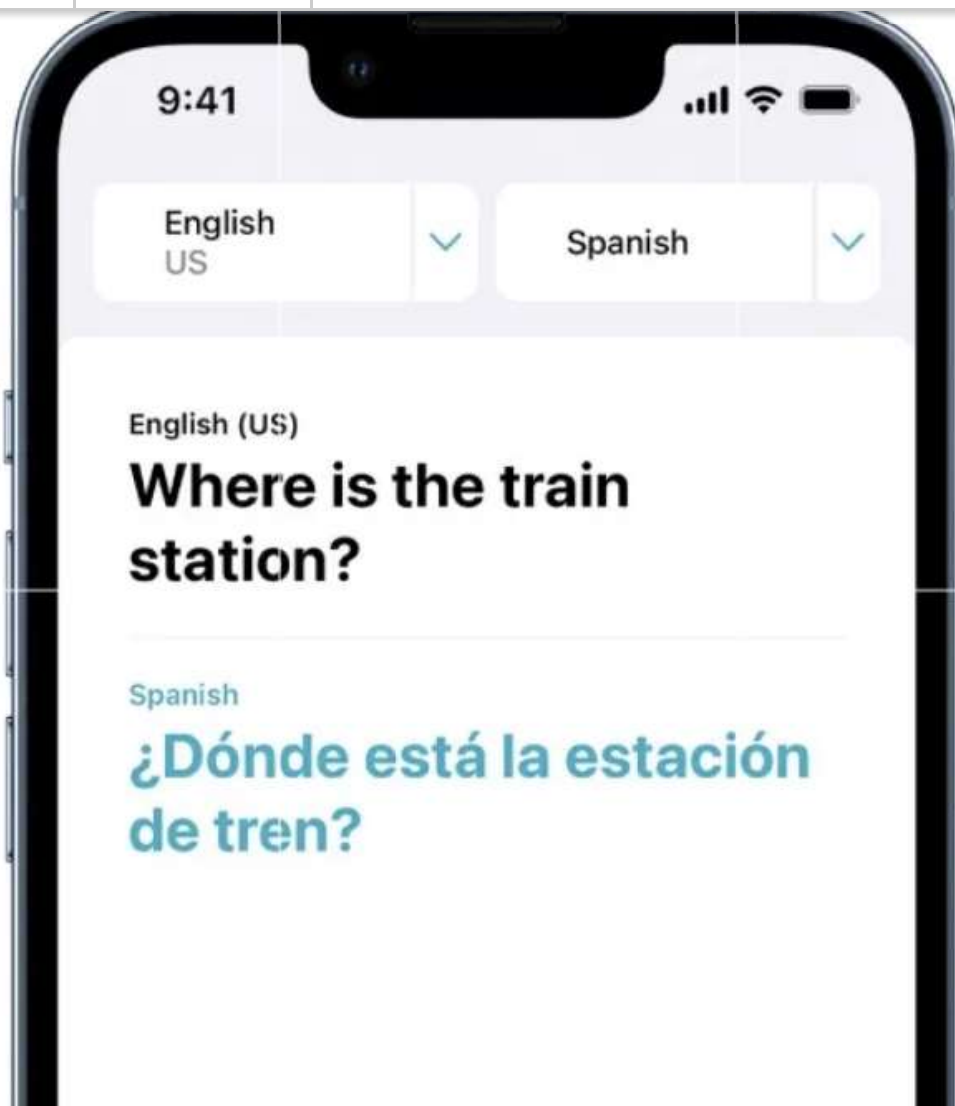 9:41
English
US
Spanish
English (US)
Where is the train
station?
Spanish
¿Dónde está la estación
de tren?